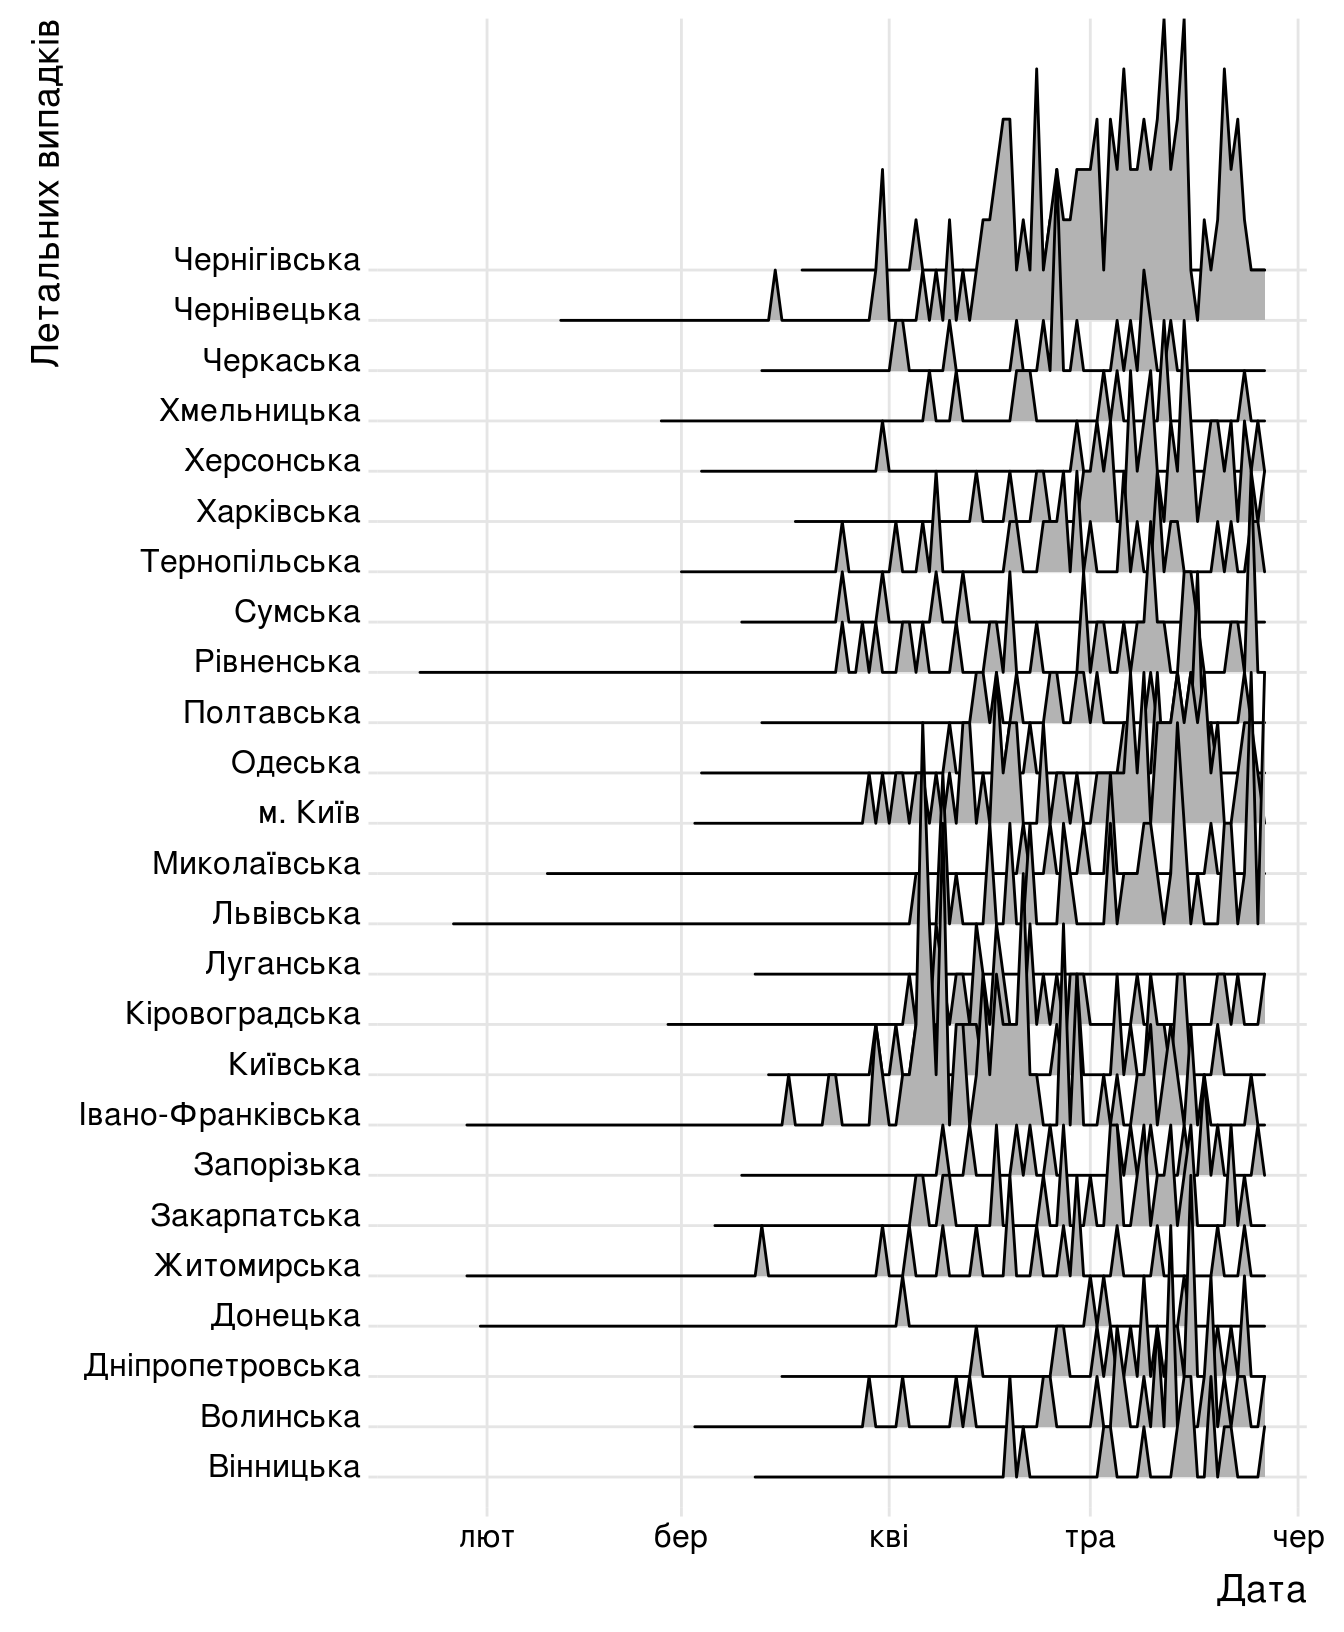 Летальних випадків
Чернігівська
Чернівецька
Черкаська
Хмельницька
Херсонська
Харківська
Тернопільська
Сумська
Рівненська
Полтавська
Одеська
м. Київ
Миколаївська
Львівська
Луганська
Кіровоградська
Київська
Івано-Франківська
Запорізька
Закарпатська
Житомирська
Донецька
Дніпропетровська
Волинська
Вінницька
лют бер кві тра чер
Дата